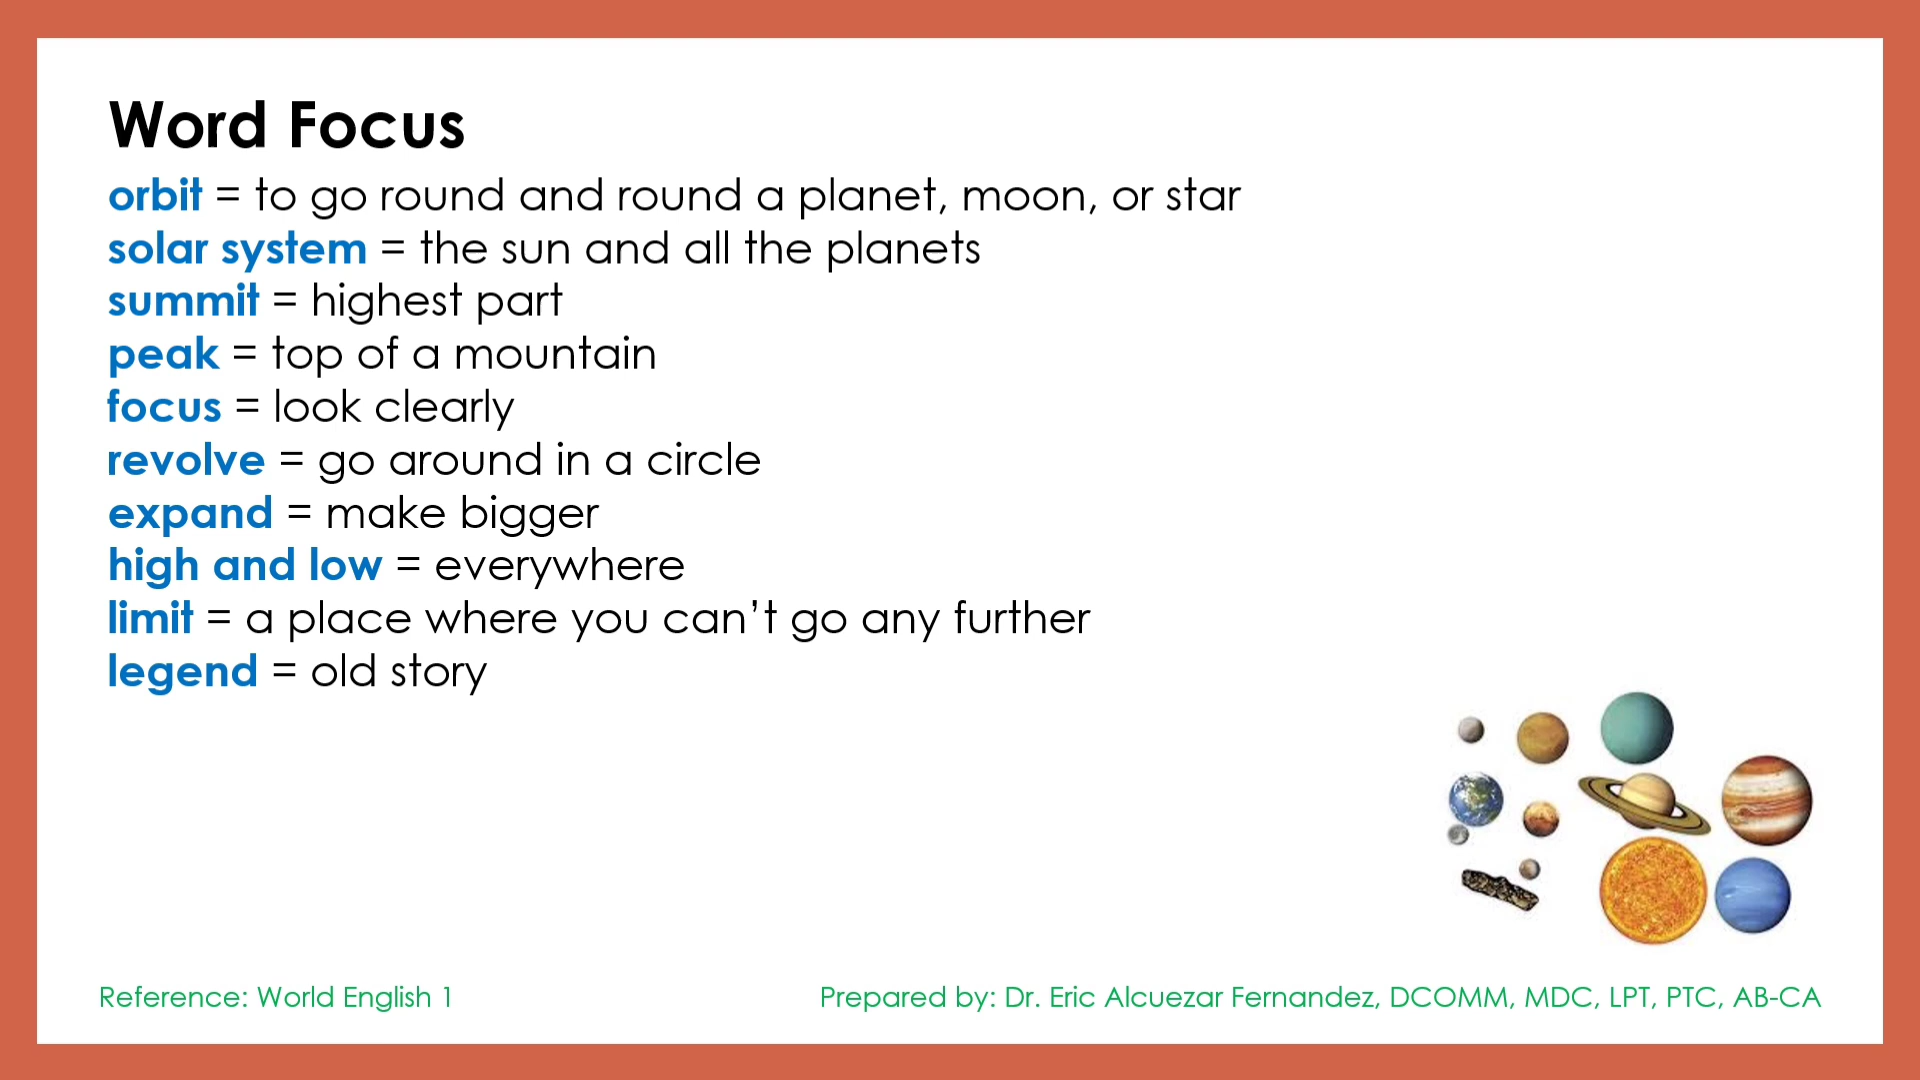 Word Focus
orbit = to go round and round a planet, moon, or star
solar system = the sun and all the planets
summit = highest part
peak = top of a mountain
focus = look clearly
revolve = go around in a circle
expand = make bigger
high and low = everywhere
limit = a place where you can’t go any further
legend = old story
Reference: World English 1
Prepared by: Dr. Eric Alcuezar Fernandez, DCOMM, MDC, LPT, PTC, AB-CA